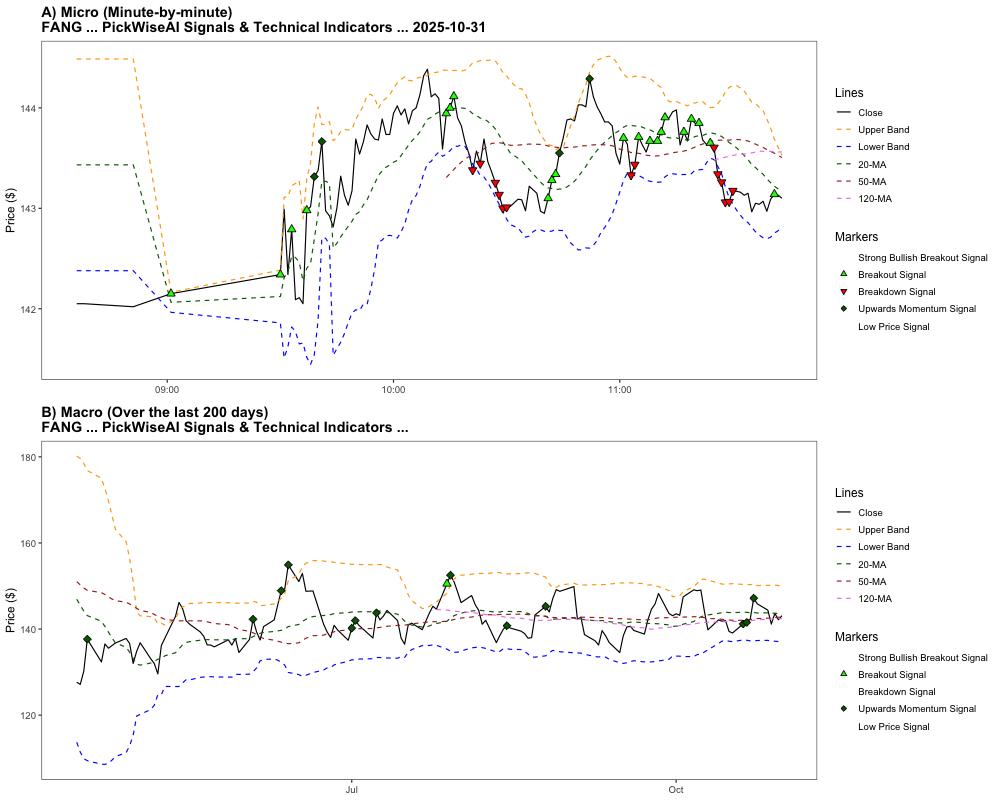 A) Micro (Minute-by-minute)
FANG ... PickWiseAI Signals & Technical Indicators ... 2025-10-31
Price ($)
144
143
142
09:00
10:00
11:00
Lines
Close
Upper Band
Lower Band
20-MA
50-MA
120-MA
Markers
Strong Bullish Breakout Signal
Breakout Signal
Breakdown Signal
Upwards Momentum Signal
Low Price Signal
B) Macro (Over the last 200 days)
FANG ... PickWiseAI Signals & Technical Indicators ...
Price ($)
180
160
140
120
Jul
Oct
Lines
Close
Upper Band
Lower Band
20-MA
50-MA
120-MA
Markers
Strong Bullish Breakout Signal
Breakout Signal
Breakdown Signal
Upwards Momentum Signal
Low Price Signal